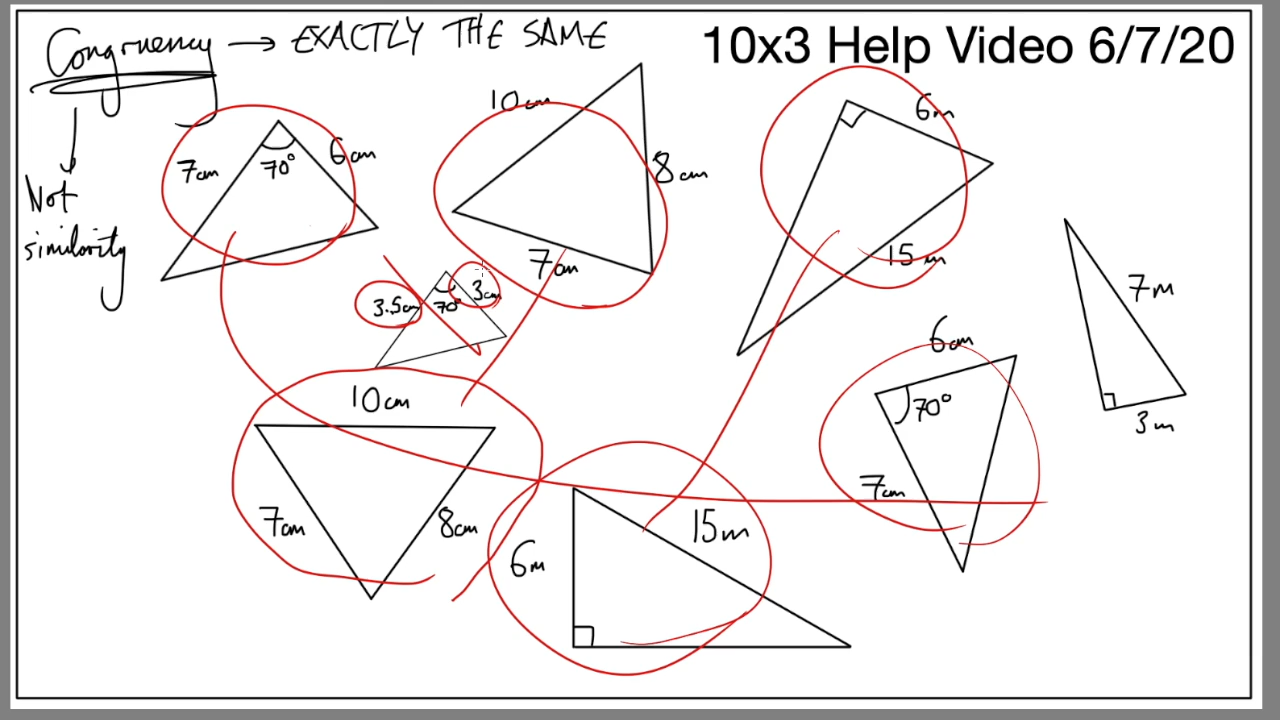 Congruency → EXACTLY THE SAME
10x3 Help Video 6/7/20
Not
similarity
7cm
70°
6cm
10cm
8cm
7cm
6m
15m
3.5cm
70°
3cm
7m
3m
6cm
70°
7cm
10cm
7cm
8cm
6m
15m